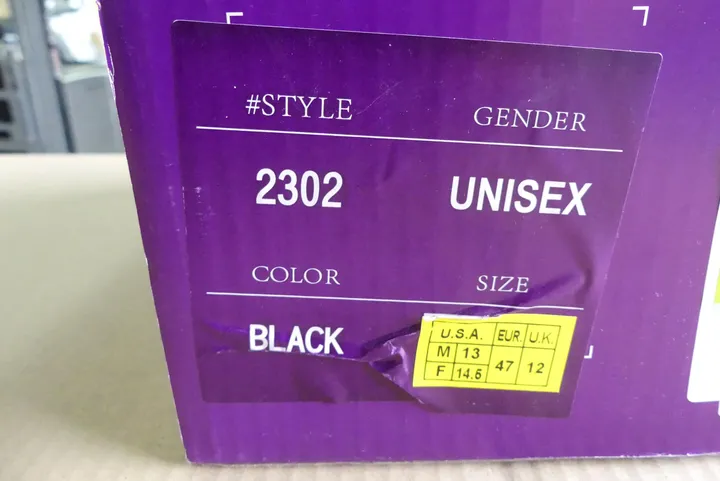 #STYLE GENDER
2302 UNISEX
COLOR SIZE
BLACK
U.S.A. EUR. U.K.
M 13 47 12
F 14.5